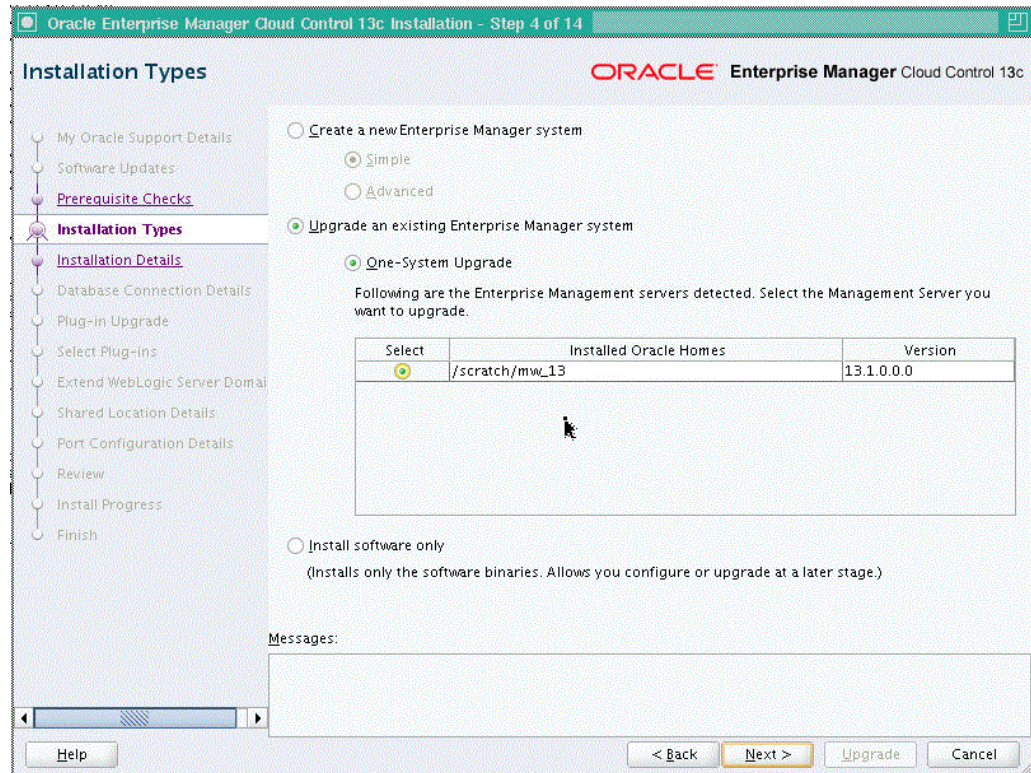 Oracle Enterprise Manager Cloud Control 13c Installation - Step 4 of 14
Installation Types
ORACLE Enterprise Manager Cloud Control 13c
My Oracle Support Details
Software Updates
Prerequisite Checks
Installation Types
Installation Details
Database Connection Details
Plug-in Upgrade
Select Plug-ins
Extend WebLogic Server Domai
Shared Location Details
Port Configuration Details
Review
Install Progress
Finish
Create a new Enterprise Manager system
Simple
Advanced
Upgrade an existing Enterprise Manager system
One-System Upgrade
Following are the Enterprise Management servers detected. Select the Management Server you
want to upgrade.
Select Installed Oracle Homes Version
/scratch/mw_13 13.1.0.0.0
Install software only
(Installs only the software binaries. Allows you configure or upgrade at a later stage.)
Messages:
Help < Back Next > Upgrade Cancel